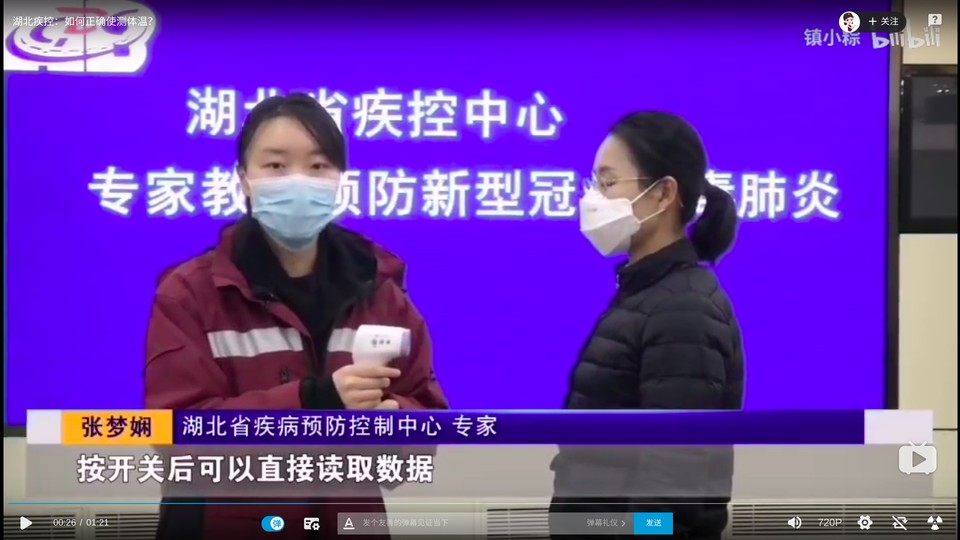 湖北疾控：如何正确使测体温?
关注
镇小粽 bilibili
湖北省疾控中心
专家教 预防新型冠 毒肺炎
张梦娴 湖北省疾病预防控制中心 专家
按开关后可以直接读取数据
00:26 / 01:21
弹
A 发个友善的弹幕见证当下
弹幕礼仪
发送
720P